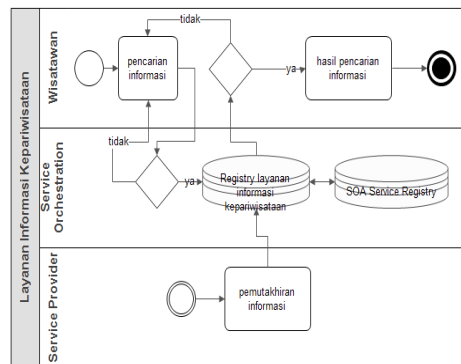 Layanan Informasi Kepariwisataan
Wisatawan
tidak
pencarian
informasi
ya
hasil pencarian
informasi
Service
Orchestration
tidak
ya
Registry layanan
informasi
kepariwisataan
SOA Service Registry
Service Provider
pemutakhiran
informasi